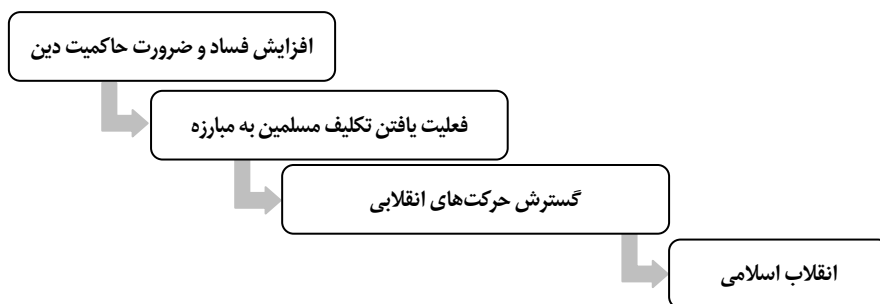 افزایش فساد و ضرورت حاکمیت دین
فعلیت یافتن تکلیف مسلمین به مبارزه
گسترش حرکت‌های انقلابی
انقلاب اسلامی